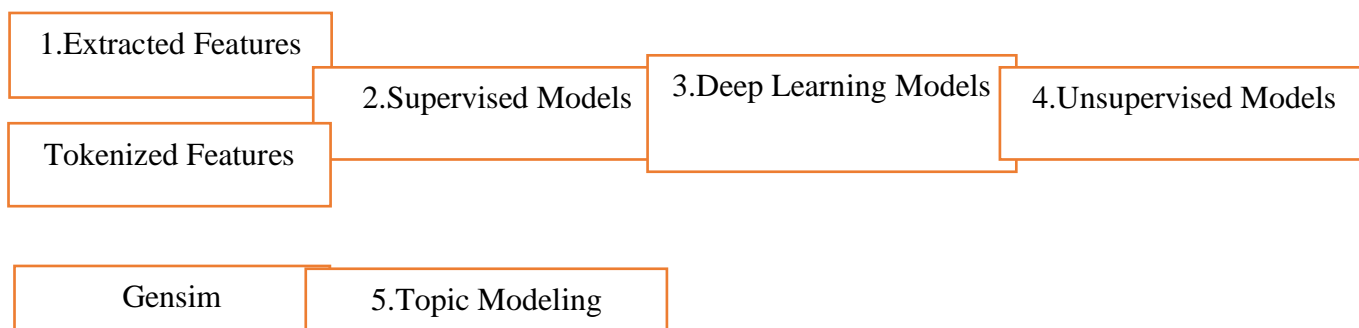 1.Extracted Features
2.Supervised Models
3.Deep Learning Models
4.Unsupervised Models
Tokenized Features
Gensim
5.Topic Modeling